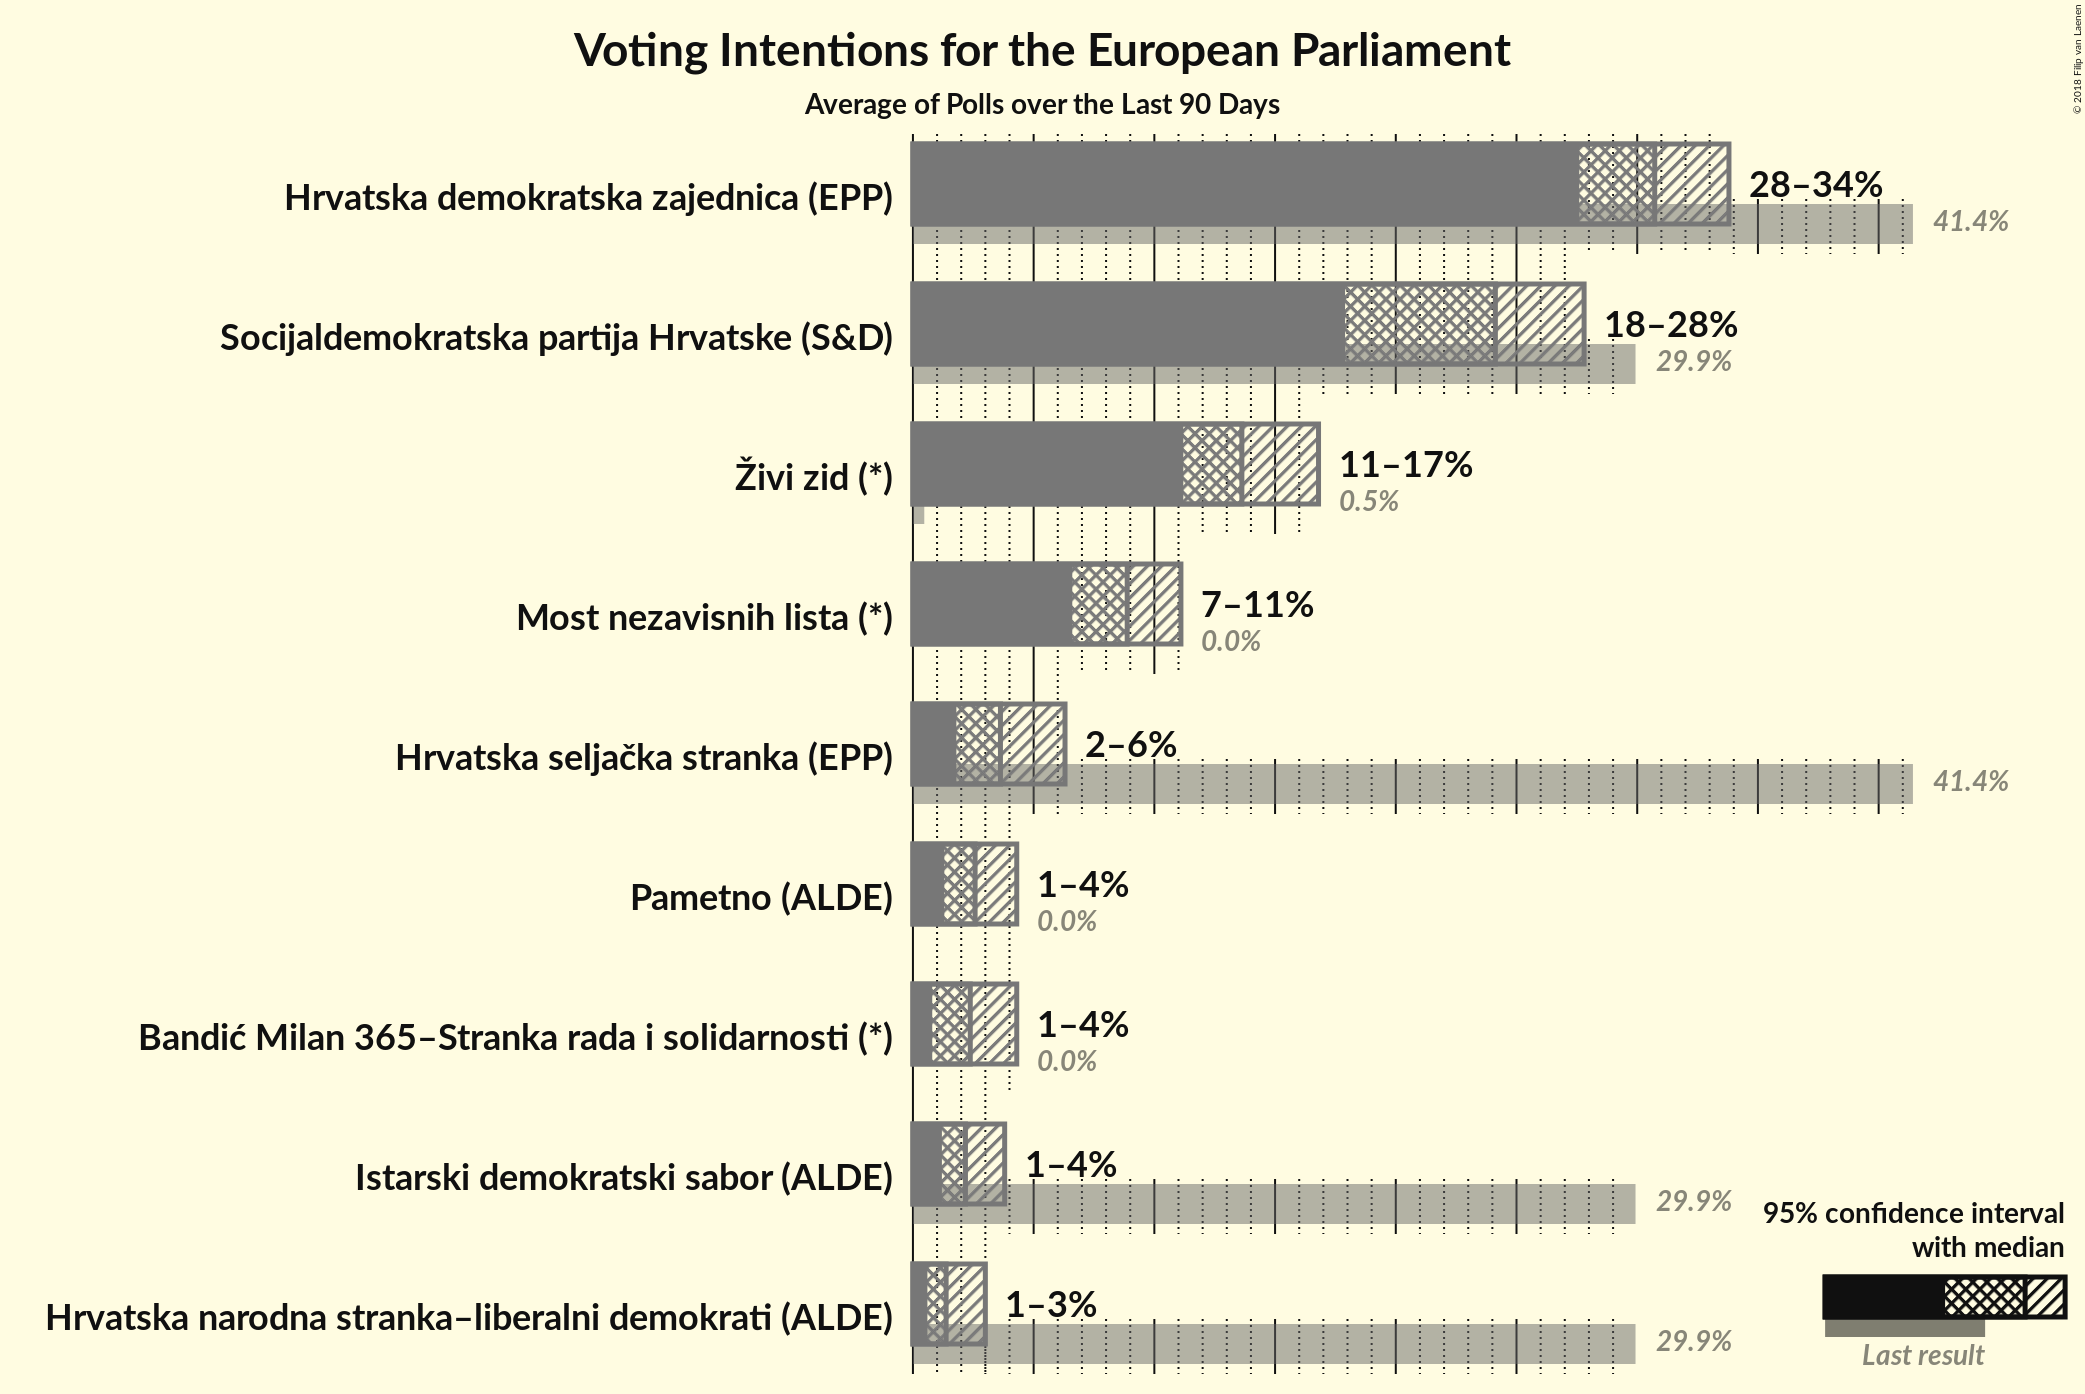 Voting Intentions for the European Parliament
Average of Polls over the Last 90 Days
© 2018 Filip van Laenen
Hrvatska demokratska zajednica (EPP)
28–34%
41.4%
Socijaldemokratska partija Hrvatske (S&D)
18–28%
29.9%
Živi zid (*)
11–17%
0.5%
Most nezavisnih lista (*)
7–11%
0.0%
Hrvatska seljačka stranka (EPP)
2–6%
41.4%
Pametno (ALDE)
1–4%
0.0%
Bandić Milan 365–Stranka rada i solidarnosti (*)
1–4%
0.0%
Istarski demokratski sabor (ALDE)
1–4%
29.9%
Hrvatska narodna stranka–liberalni demokrati (ALDE)
1–3%
29.9%
95% confidence interval
with median
Last result